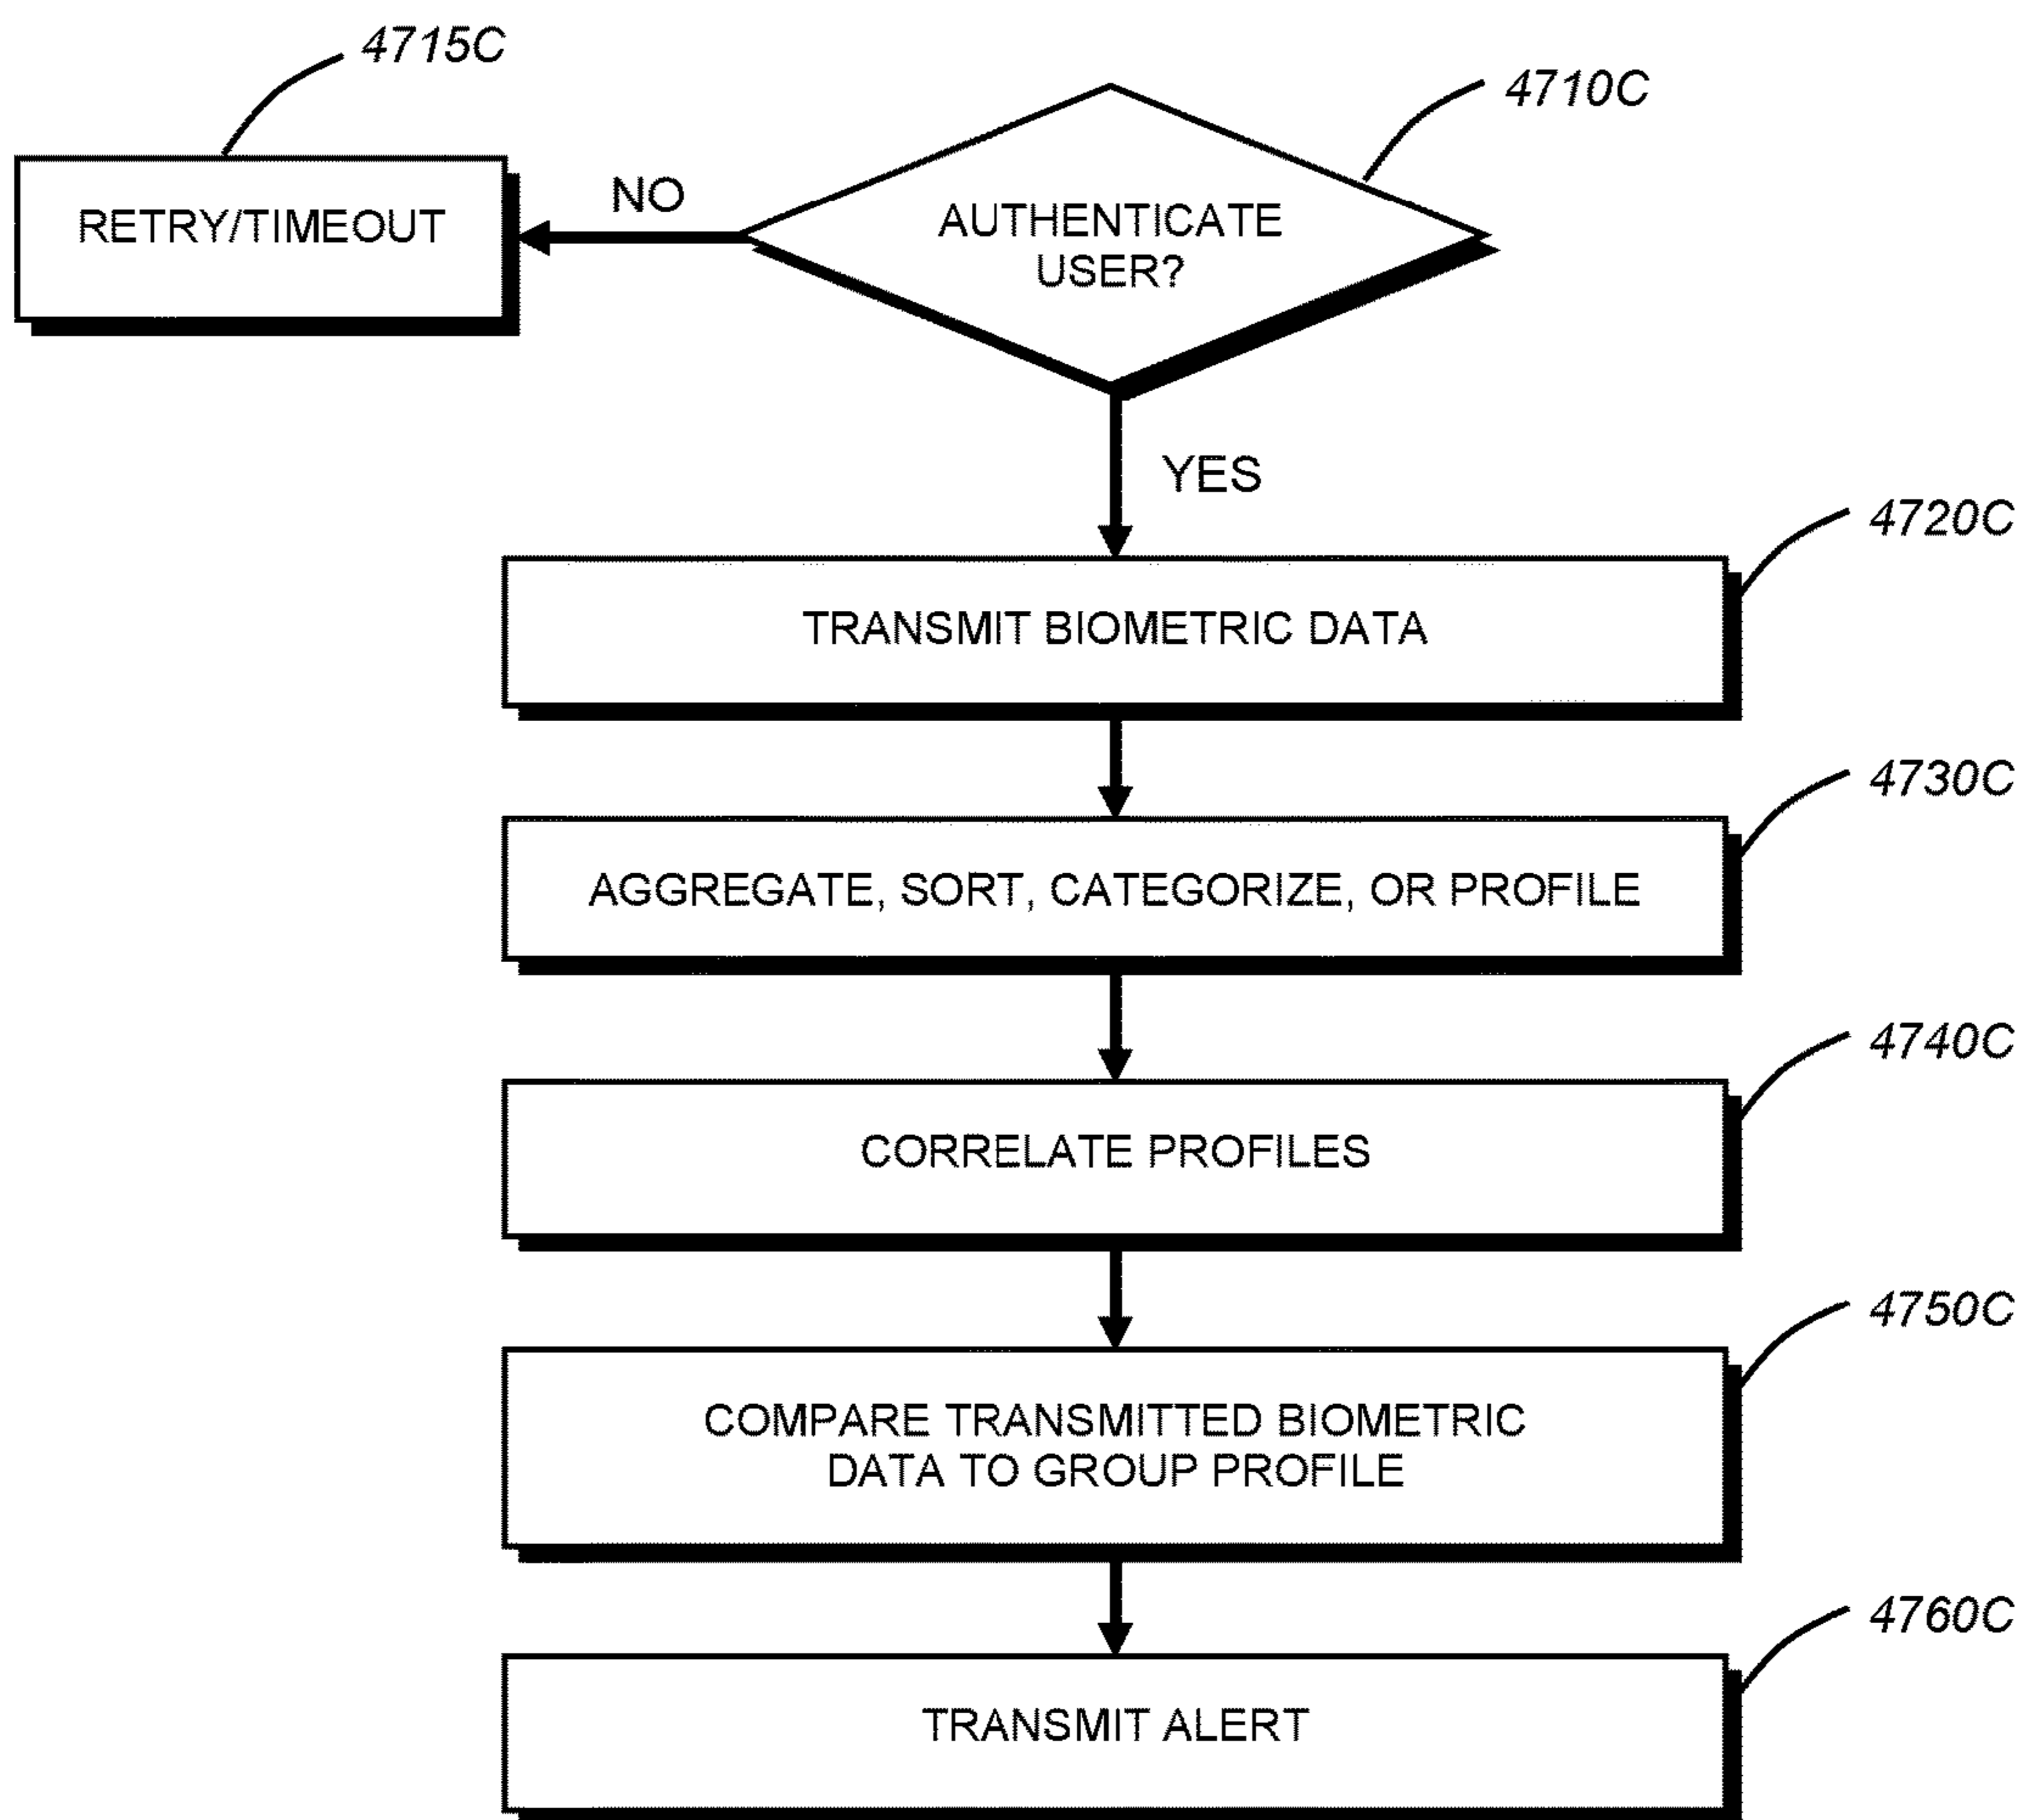 4715C
4710C
RETRY/TIMEOUT
NO
AUTHENTICATE
USER?
YES
4720C
TRANSMIT BIOMETRIC DATA
4730C
AGGREGATE, SORT, CATEGORIZE, OR PROFILE
4740C
CORRELATE PROFILES
4750C
COMPARE TRANSMITTED BIOMETRIC
DATA TO GROUP PROFILE
4760C
TRANSMIT ALERT